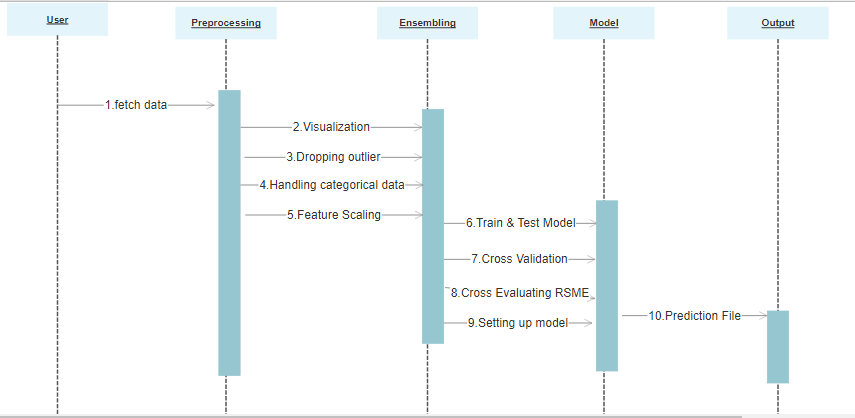 User
Preprocessing
Ensembling
Model
Output
1.fetch data
2.Visualization
3.Dropping outlier
4.Handling categorical data
5.Feature Scaling
6.Train & Test Model
7.Cross Validation
8.Cross Evaluating RSME
9.Setting up model
10.Prediction File